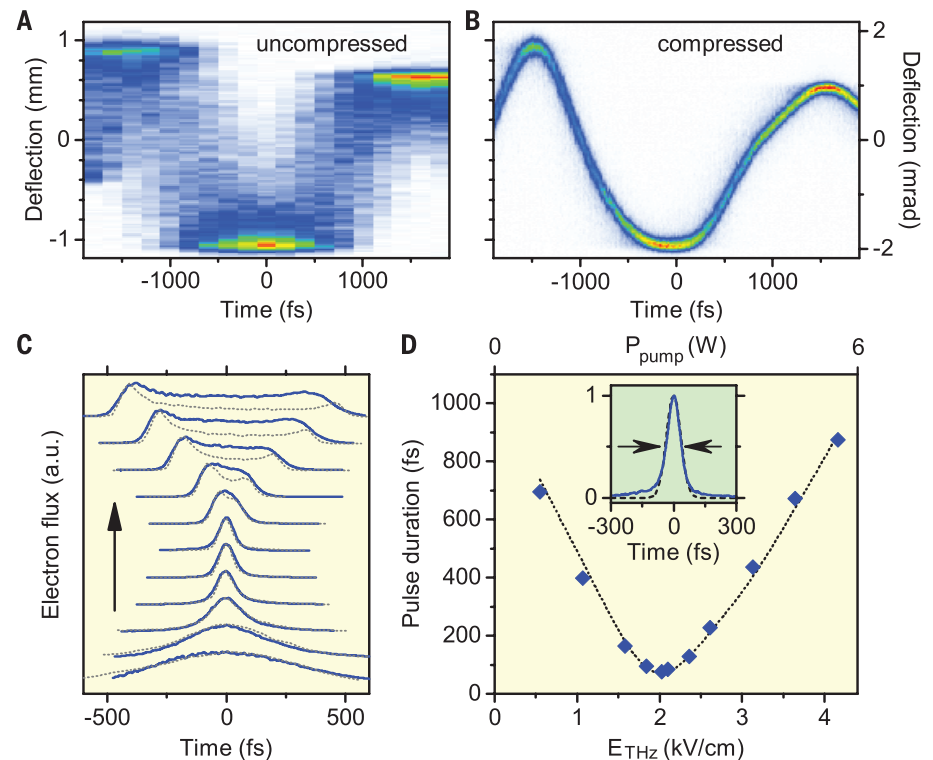 A
uncompressed
Deflection (mm)
1
0
-1
-1000 0 1000
Time (fs)
B
compressed
2
0
-2
Deflection (mrad)
-1000 0 1000
Time (fs)
C
Electron flux (a.u.)
-500 0 500
Time (fs)
D
0 6
P_pump (W)
Pulse duration (fs)
1000
800
600
400
200
0
0 1 2 3 4
E_THz (kV/cm)
1
0
-300 0 300
Time (fs)